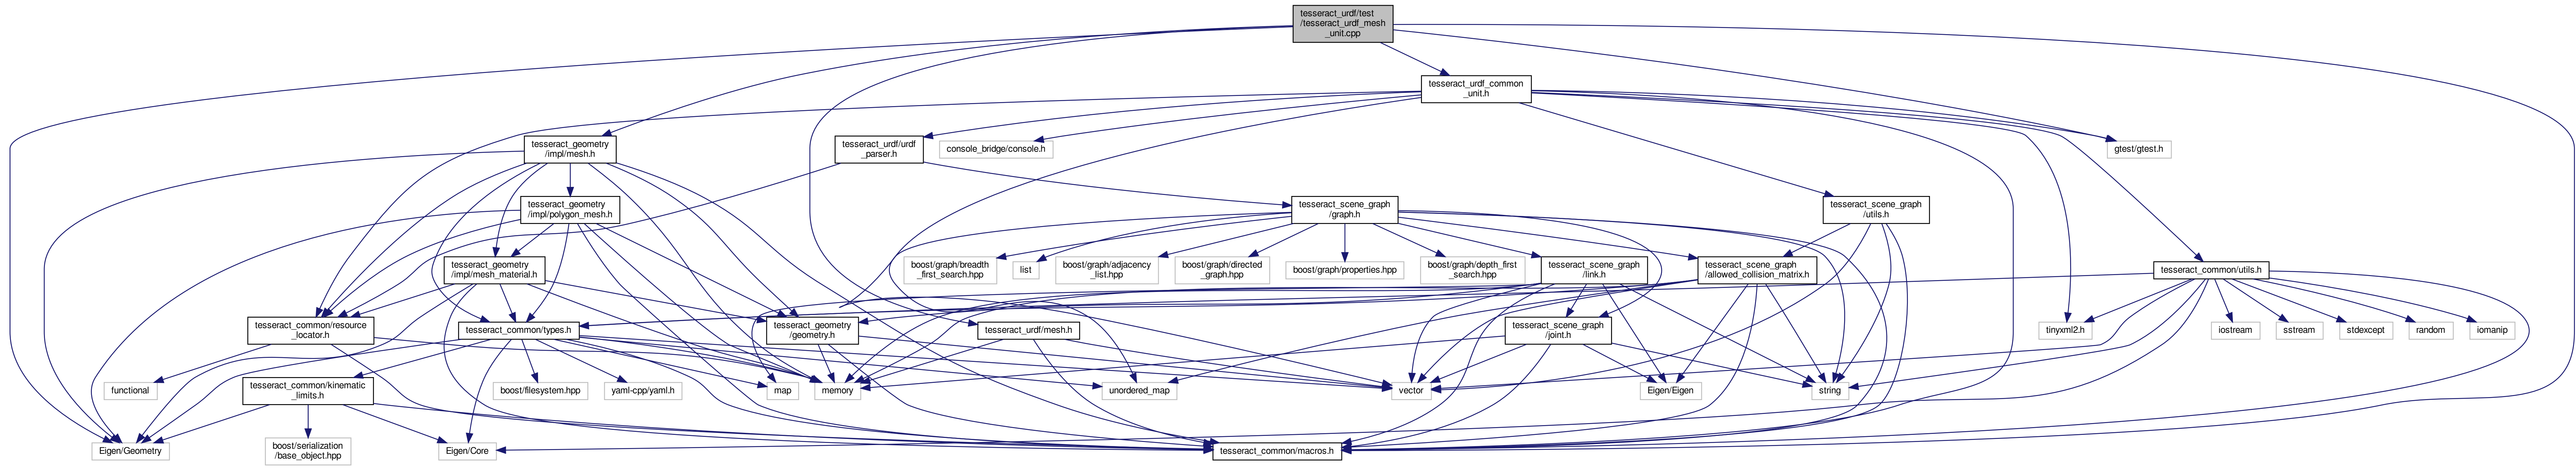 tesseract_urdf/test
/tesseract_urdf_mesh
_unit.cpp
tesseract_urdf_common
_unit.h
tesseract_geometry
/impl/mesh.h
tesseract_urdf/urdf
_parser.h
console_bridge/console.h
gtest/gtest.h
tesseract_geometry
/impl/polygon_mesh.h
tesseract_scene_graph
/graph.h
tesseract_scene_graph
/utils.h
tesseract_geometry
/impl/mesh_material.h
boost/graph/breadth
_first_search.hpp
list
boost/graph/adjacency
_list.hpp
boost/graph/directed
_graph.hpp
boost/graph/properties.hpp
boost/graph/depth_first
_search.hpp
tesseract_scene_graph
/link.h
tesseract_scene_graph
/allowed_collision_matrix.h
tesseract_common/utils.h
tesseract_common/resource
_locator.h
tesseract_common/types.h
tesseract_geometry
/geometry.h
tesseract_urdf/mesh.h
tesseract_scene_graph
/joint.h
tinyxml2.h
iostream
sstream
stdexcept
random
iomanip
functional
tesseract_common/kinematic
_limits.h
boost/filesystem.hpp
yaml-cpp/yaml.h
map
memory
unordered_map
vector
Eigen/Eigen
string
Eigen/Geometry
boost/serialization
/base_object.hpp
Eigen/Core
tesseract_common/macros.h